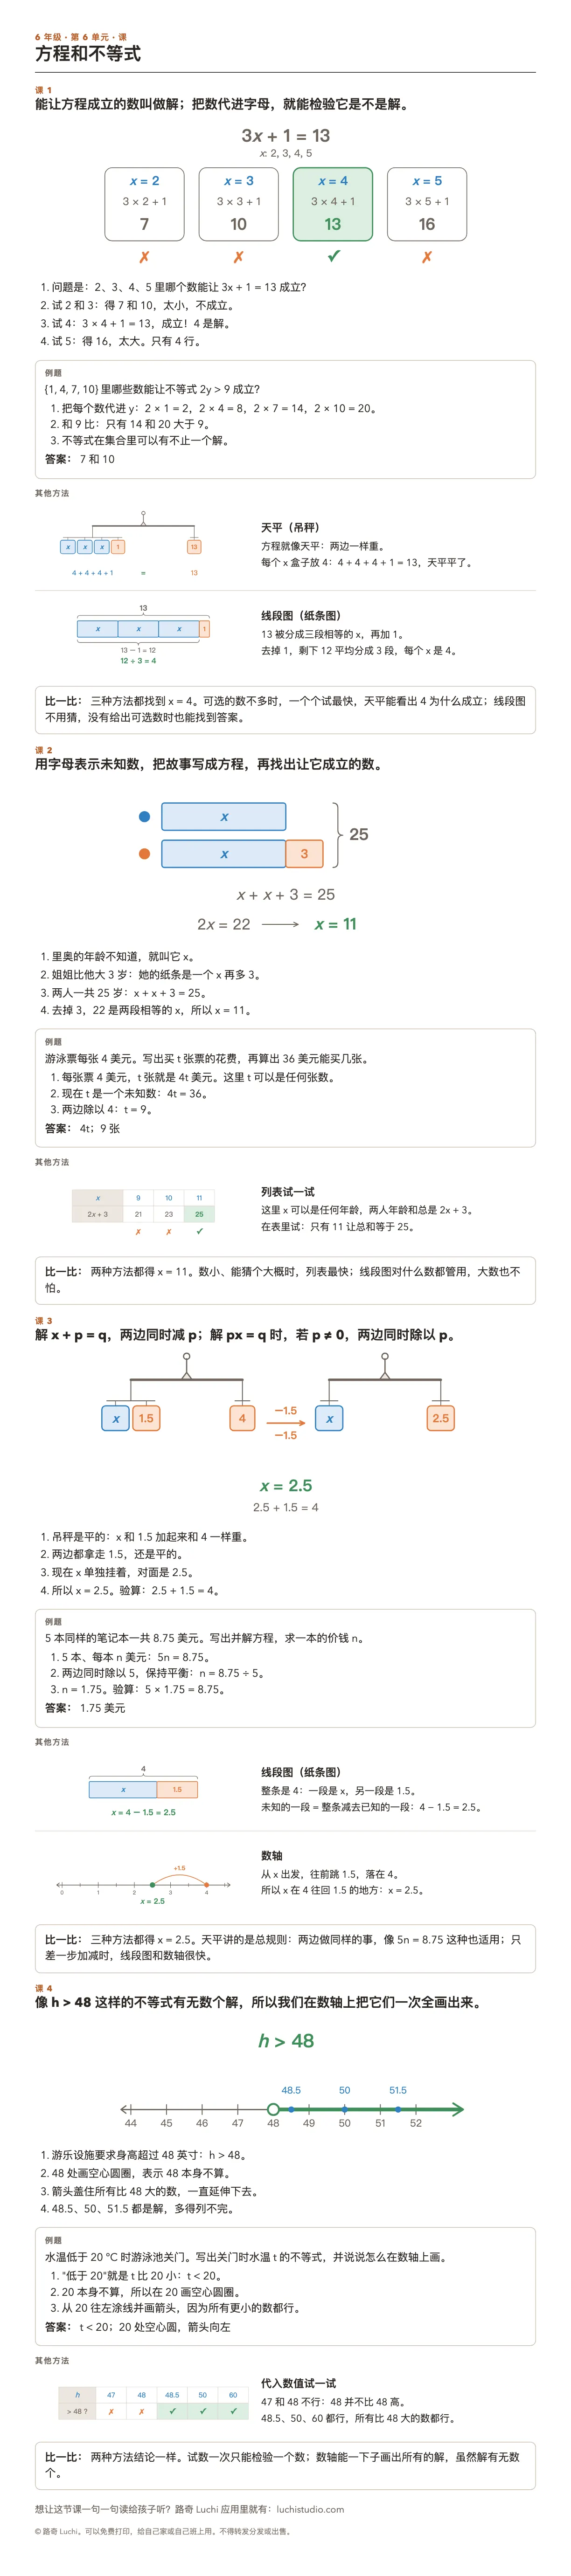 6 年级 · 第 6 单元 · 课
方程和不等式
课 1
能让方程成立的数叫做解；把数代进字母，就能检验它是不是解。
3x + 1 = 13
x: 2, 3, 4, 5
x = 2
3 × 2 + 1
7
✗
x = 3
3 × 3 + 1
10
✗
x = 4
3 × 4 + 1
13
✓
x = 5
3 × 5 + 1
16
✗
1. 问题是：2、3、4、5 里哪个数能让 3x + 1 = 13 成立？
2. 试 2 和 3：得 7 和 10，太小，不成立。
3. 试 4：3 × 4 + 1 = 13，成立！4 是解。
4. 试 5：得 16，太大。只有 4 行。
例题
{1, 4, 7, 10} 里哪些数能让不等式 2y > 9 成立？
1. 把每个数代进 y：2 × 1 = 2，2 × 4 = 8，2 × 7 = 14，2 × 10 = 20。
2. 和 9 比：只有 14 和 20 大于 9。
3. 不等式在集合里可以有不止一个解。
答案： 7 和 10
其他方法
x x x 1 13
4 + 4 + 4 + 1 = 13
天平（吊秤）
方程就像天平：两边一样重。
每个 x 盒子放 4：4 + 4 + 4 + 1 = 13，天平平了。
13
x x x 1
13 − 1 = 12
12 ÷ 3 = 4
线段图（纸条图）
13 被分成三段相等的 x，再加 1。
去掉 1，剩下 12 平均分成 3 段，每个 x 是 4。
比一比： 三种方法都找到 x = 4。可选的数不多时，一个个试最快，天平能看出 4 为什么成立；线段图
不用猜，没有给出可选数时也能找到答案。
课 2
用字母表示未知数，把故事写成方程，再找出让它成立的数。
x
x 3
25
x + x + 3 = 25
2x = 22 ⟶ x = 11
1. 里奥的年龄不知道，就叫它 x。
2. 姐姐比他大 3 岁：她的纸条是一个 x 再多 3。
3. 两人一共 25 岁：x + x + 3 = 25。
4. 去掉 3，22 是两段相等的 x，所以 x = 11。
例题
游泳票每张 4 美元。写出买 t 张票的花费，再算出 36 美元能买几张。
1. 每张票 4 美元，t 张就是 4t 美元。这里 t 可以是任何张数。
2. 现在 t 是一个未知数：4t = 36。
3. 两边除以 4：t = 9。
答案： 4t；9 张
其他方法
x 9 10 11
2x + 3 21 23 25
✗ ✗ ✓
列表试一试
这里 x 可以是任何年龄，两人年龄和总是 2x + 3。
在表里试：只有 11 让总和等于 25。
比一比： 两种方法都得 x = 11。数小、能猜个大概时，列表最快；线段图对什么数都管用，大数也不
怕。
课 3
解 x + p = q，两边同时减 p；解 px = q 时，若 p ≠ 0，两边同时除以 p。
x 1.5 4
−1.5
−1.5
x 2.5
x = 2.5
2.5 + 1.5 = 4
1. 吊秤是平的：x 和 1.5 加起来和 4 一样重。
2. 两边都拿走 1.5，还是平的。
3. 现在 x 单独挂着，对面是 2.5。
4. 所以 x = 2.5。验算：2.5 + 1.5 = 4。
例题
5 本同样的笔记本一共 8.75 美元。写出并解方程，求一本的价钱 n。
1. 5 本、每本 n 美元：5n = 8.75。
2. 两边同时除以 5，保持平衡：n = 8.75 ÷ 5。
3. n = 1.75。验算：5 × 1.75 = 8.75。
答案： 1.75 美元
其他方法
4
x 1.5
x = 4 − 1.5 = 2.5
线段图（纸条图）
整条是 4：一段是 x，另一段是 1.5。
未知的一段 = 整条减去已知的一段：4 − 1.5 = 2.5。
+1.5
0 1 2 3 4
x = 2.5
数轴
从 x 出发，往前跳 1.5，落在 4。
所以 x 在 4 往回 1.5 的地方：x = 2.5。
比一比： 三种方法都得 x = 2.5。天平讲的是总规则：两边做同样的事，像 5n = 8.75 这种也适用；只
差一步加减时，线段图和数轴很快。
课 4
像 h > 48 这样的不等式有无数个解，所以我们在数轴上把它们一次全画出来。
h > 48
48.5 50 51.5
44 45 46 47 48 49 50 51 52
1. 游乐设施要求身高超过 48 英寸：h > 48。
2. 48 处画空心圆圈，表示 48 本身不算。
3. 箭头盖住所有比 48 大的数，一直延伸下去。
4. 48.5、50、51.5 都是解，多得列不完。
例题
水温低于 20 °C 时游泳池关门。写出关门时水温 t 的不等式，并说说怎么在数轴上画。
1. "低于 20"就是 t 比 20 小：t < 20。
2. 20 本身不算，所以在 20 画空心圆圈。
3. 从 20 往左涂线并画箭头，因为所有更小的数都行。
答案： t < 20；20 处空心圆，箭头向左
其他方法
h 47 48 48.5 50 60
> 48 ? ✗ ✗ ✓ ✓ ✓
代入数值试一试
47 和 48 不行：48 并不比 48 高。
48.5、50、60 都行，所有比 48 大的数都行。
比一比： 两种方法结论一样。试数一次只能检验一个数；数轴能一下子画出所有的解，虽然解有无数
个。
想让这节课一句一句读给孩子听？路奇 Luchi 应用里就有：luchistudio.com
© 路奇 Luchi。可以免费打印，给自己家或自己班上用。不得转发分发或出售。